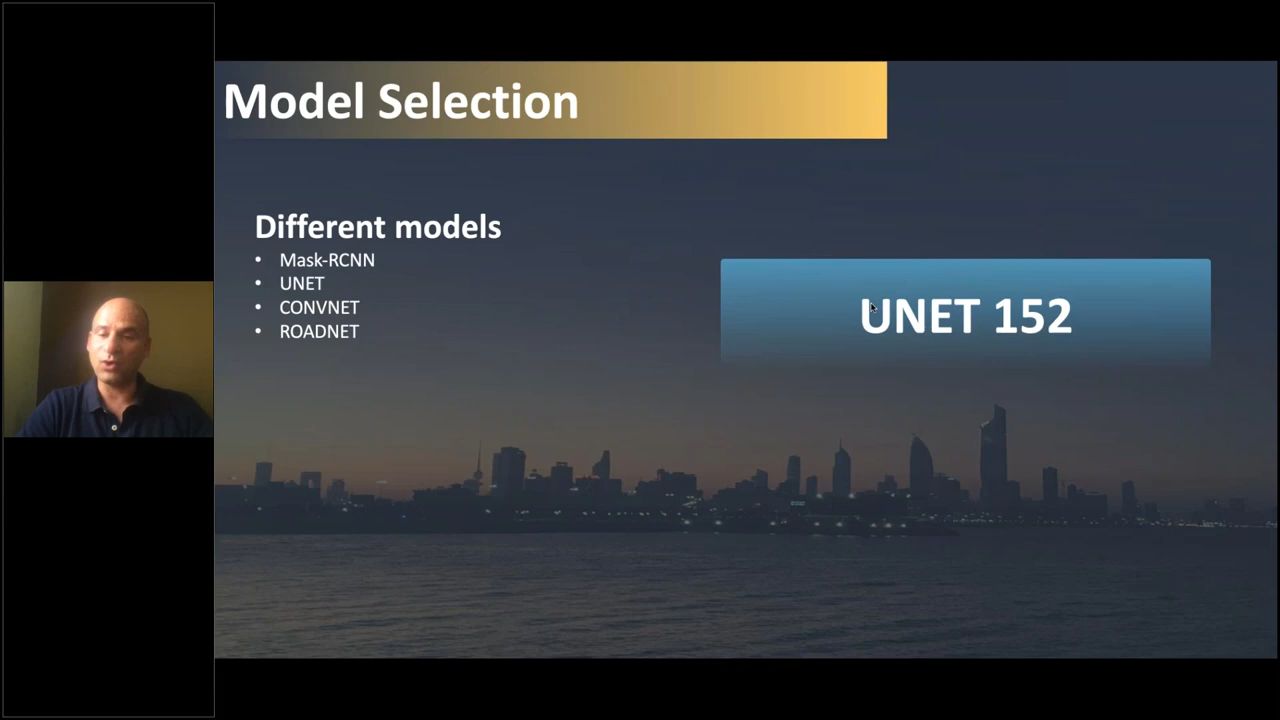 Model Selection
Different models
• Mask-RCNN
• UNET
• CONVNET
• ROADNET
UNET 152